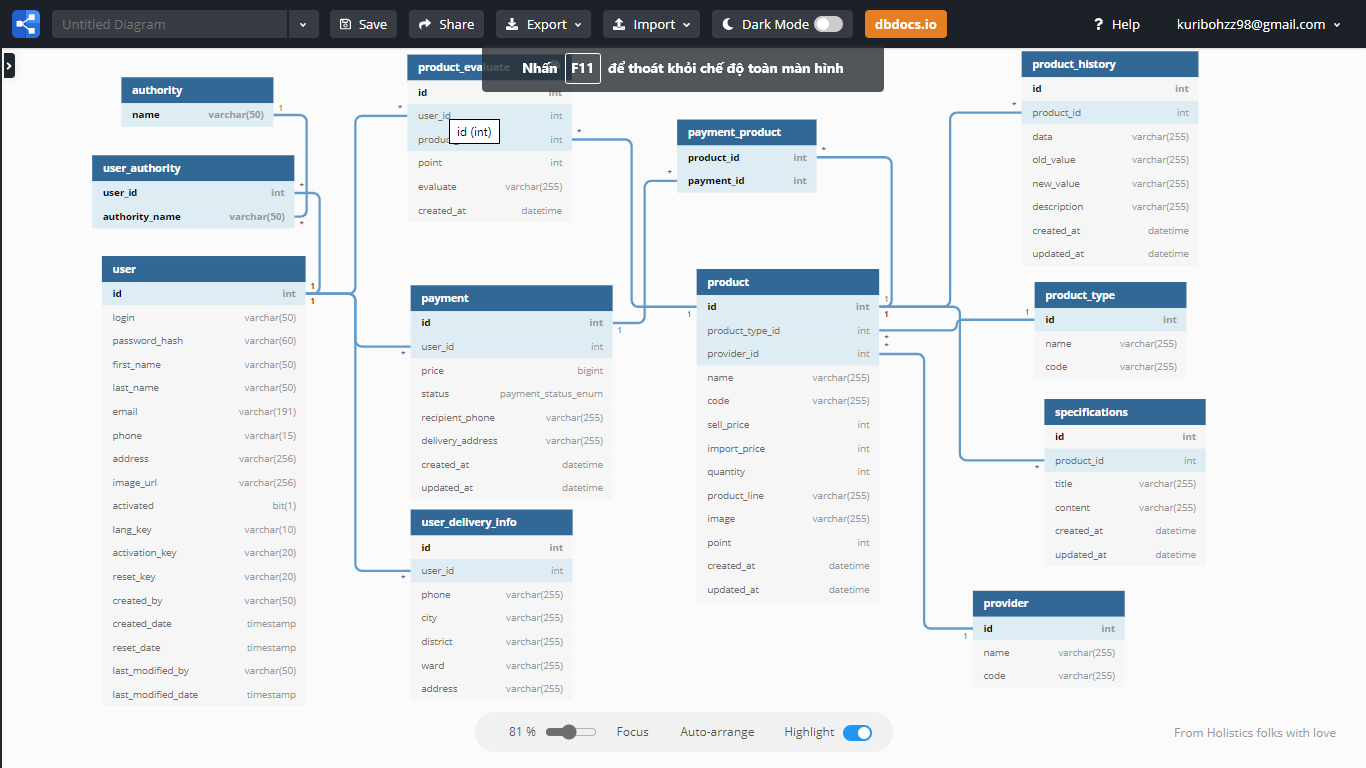 Untitled Diagram
Save
Share
Export
Import
Dark Mode
dbdocs.io
Help
kuribohzz98@gmail.com
Nhấn F11 để thoát khỏi chế độ toàn màn hình
authority
name varchar(50)
1
user_authority
user_id int
*
authority_name varchar(50)
*
user
id int
1
1
login varchar(50)
password_hash varchar(60)
first_name varchar(50)
last_name varchar(50)
email varchar(191)
phone varchar(15)
address varchar(256)
image_url varchar(256)
activated bit(1)
lang_key varchar(10)
activation_key varchar(20)
reset_key varchar(20)
created_by varchar(50)
created_date timestamp
reset_date timestamp
last_modified_by varchar(50)
last_modified_date timestamp
product_evaluate
id int
*
user_id int
id (int)
*
int
point int
evaluate varchar(255)
created_at datetime
payment
id int
1
user_id int
*
price bigint
status payment_status_enum
recipient_phone varchar(255)
delivery_address varchar(255)
created_at datetime
updated_at datetime
user_delivery_info
id int
user_id int
*
phone varchar(255)
city varchar(255)
district varchar(255)
ward varchar(255)
address varchar(255)
payment_product
*
product_id int
*
payment_id int
product
1
id int
1
1
product_type_id int
*
*
provider_id int
name varchar(255)
code varchar(255)
sell_price int
import_price int
quantity int
product_line varchar(255)
image varchar(255)
point int
created_at datetime
updated_at datetime
product_history
id int
*
product_id int
data varchar(255)
old_value varchar(255)
new_value varchar(255)
description varchar(255)
created_at datetime
updated_at datetime
product_type
1
id int
name varchar(255)
code varchar(255)
specifications
id int
product_id int
*
title varchar(255)
content varchar(255)
created_at datetime
updated_at datetime
provider
id int
1
name varchar(255)
code varchar(255)
81 %
Focus
Auto-arrange
Highlight
From Holistics folks with love